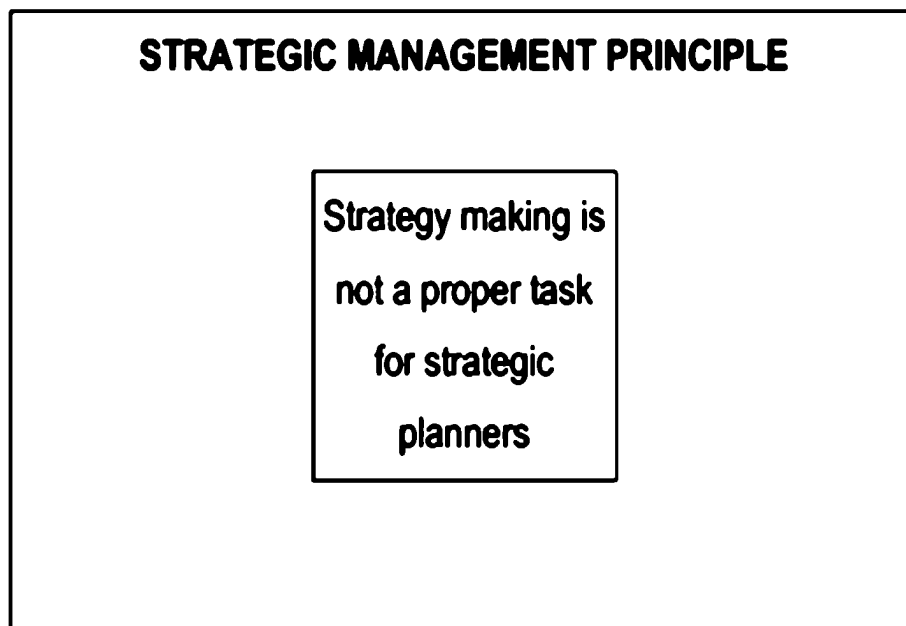 STRATEGIC MANAGEMENT PRINCIPLE
Strategy making is
not a proper task
for strategic
planners